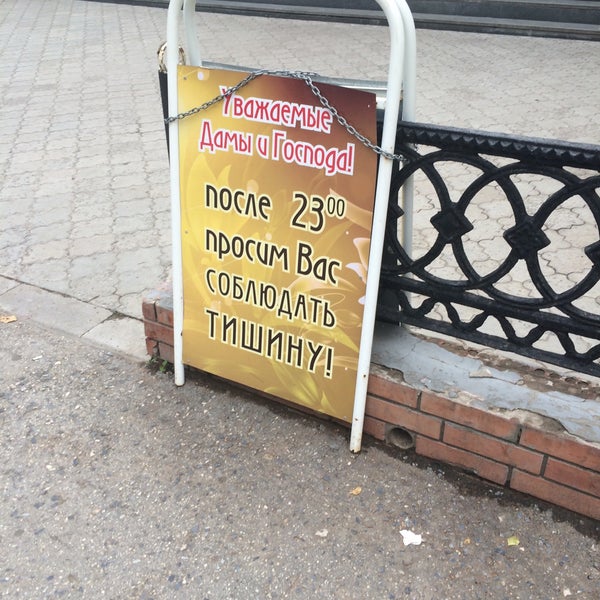 Уважаемые
Дамы и Господа!
после 23⁰⁰
просим Вас
СОБЛЮДАТЬ
ТИШИНУ!